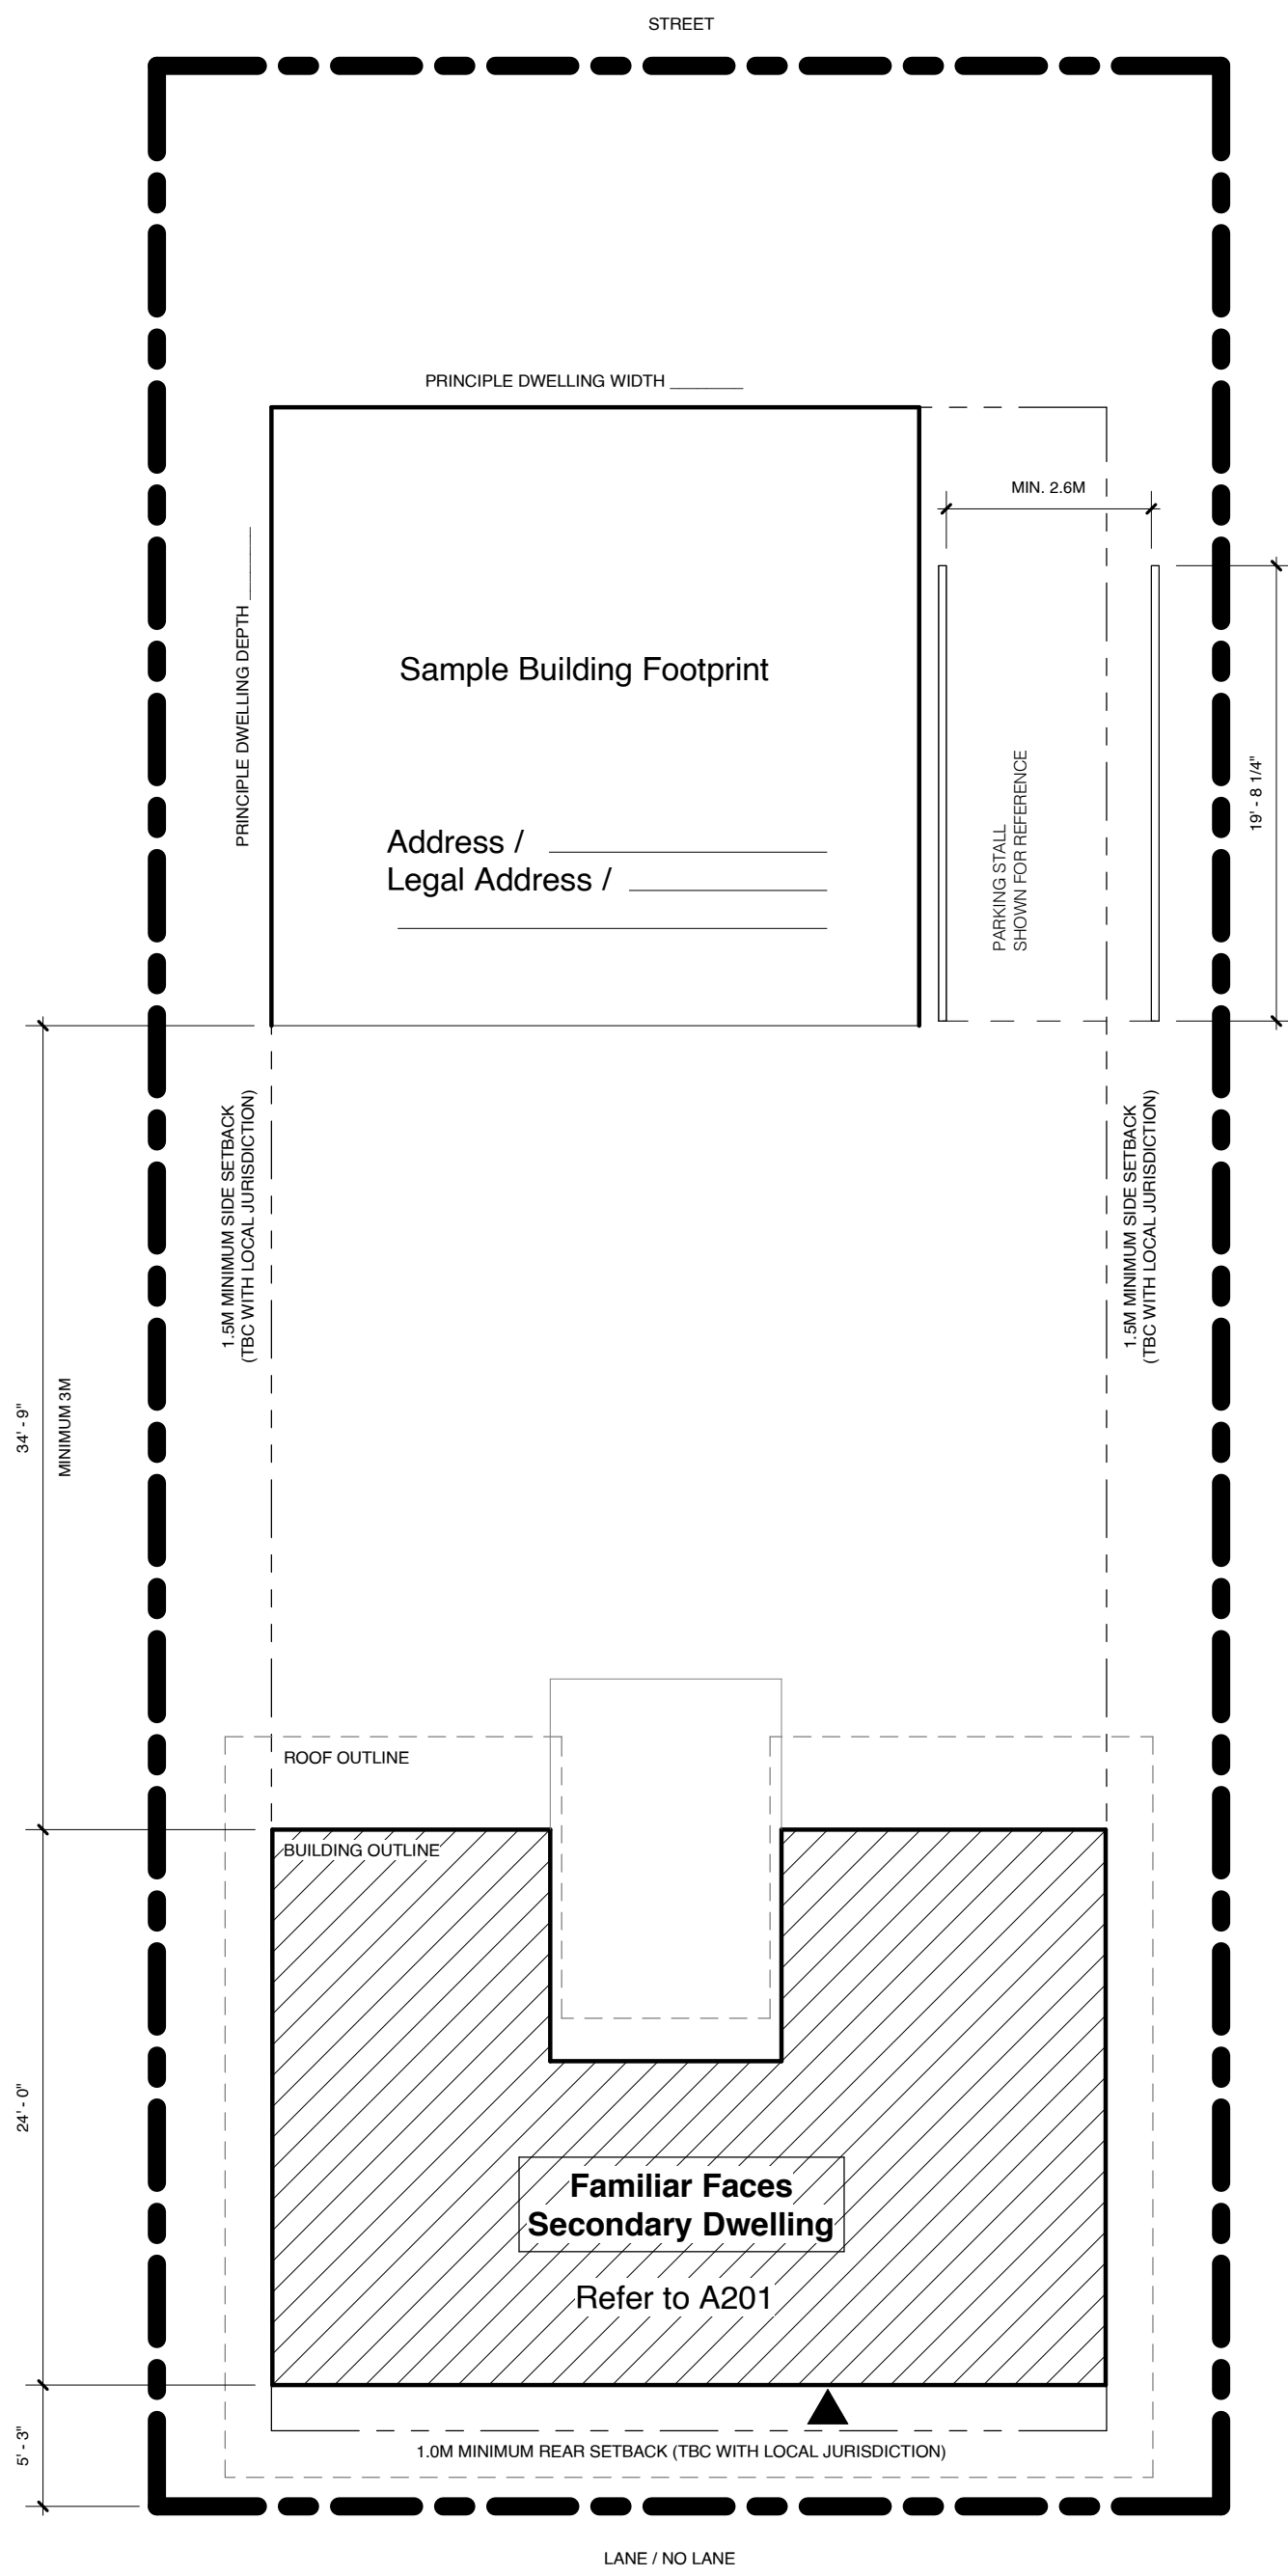 STREET
PRINCIPLE DWELLING WIDTH ________
MIN. 2.6M
PRINCIPLE DWELLING DEPTH ________
Sample Building Footprint
19' - 8 1/4"
PARKING STALL
SHOWN FOR REFERENCE
Address /
Legal Address /
1.5M MINIMUM SIDE SETBACK
(TBC WITH LOCAL JURISDICTION)
1.5M MINIMUM SIDE SETBACK
(TBC WITH LOCAL JURISDICTION)
34' - 9"
MINIMUM 3M
ROOF OUTLINE
BUILDING OUTLINE
24' - 0"
Familiar Faces
Secondary Dwelling
Refer to A201
5' - 3"
1.0M MINIMUM REAR SETBACK (TBC WITH LOCAL JURISDICTION)
LANE / NO LANE